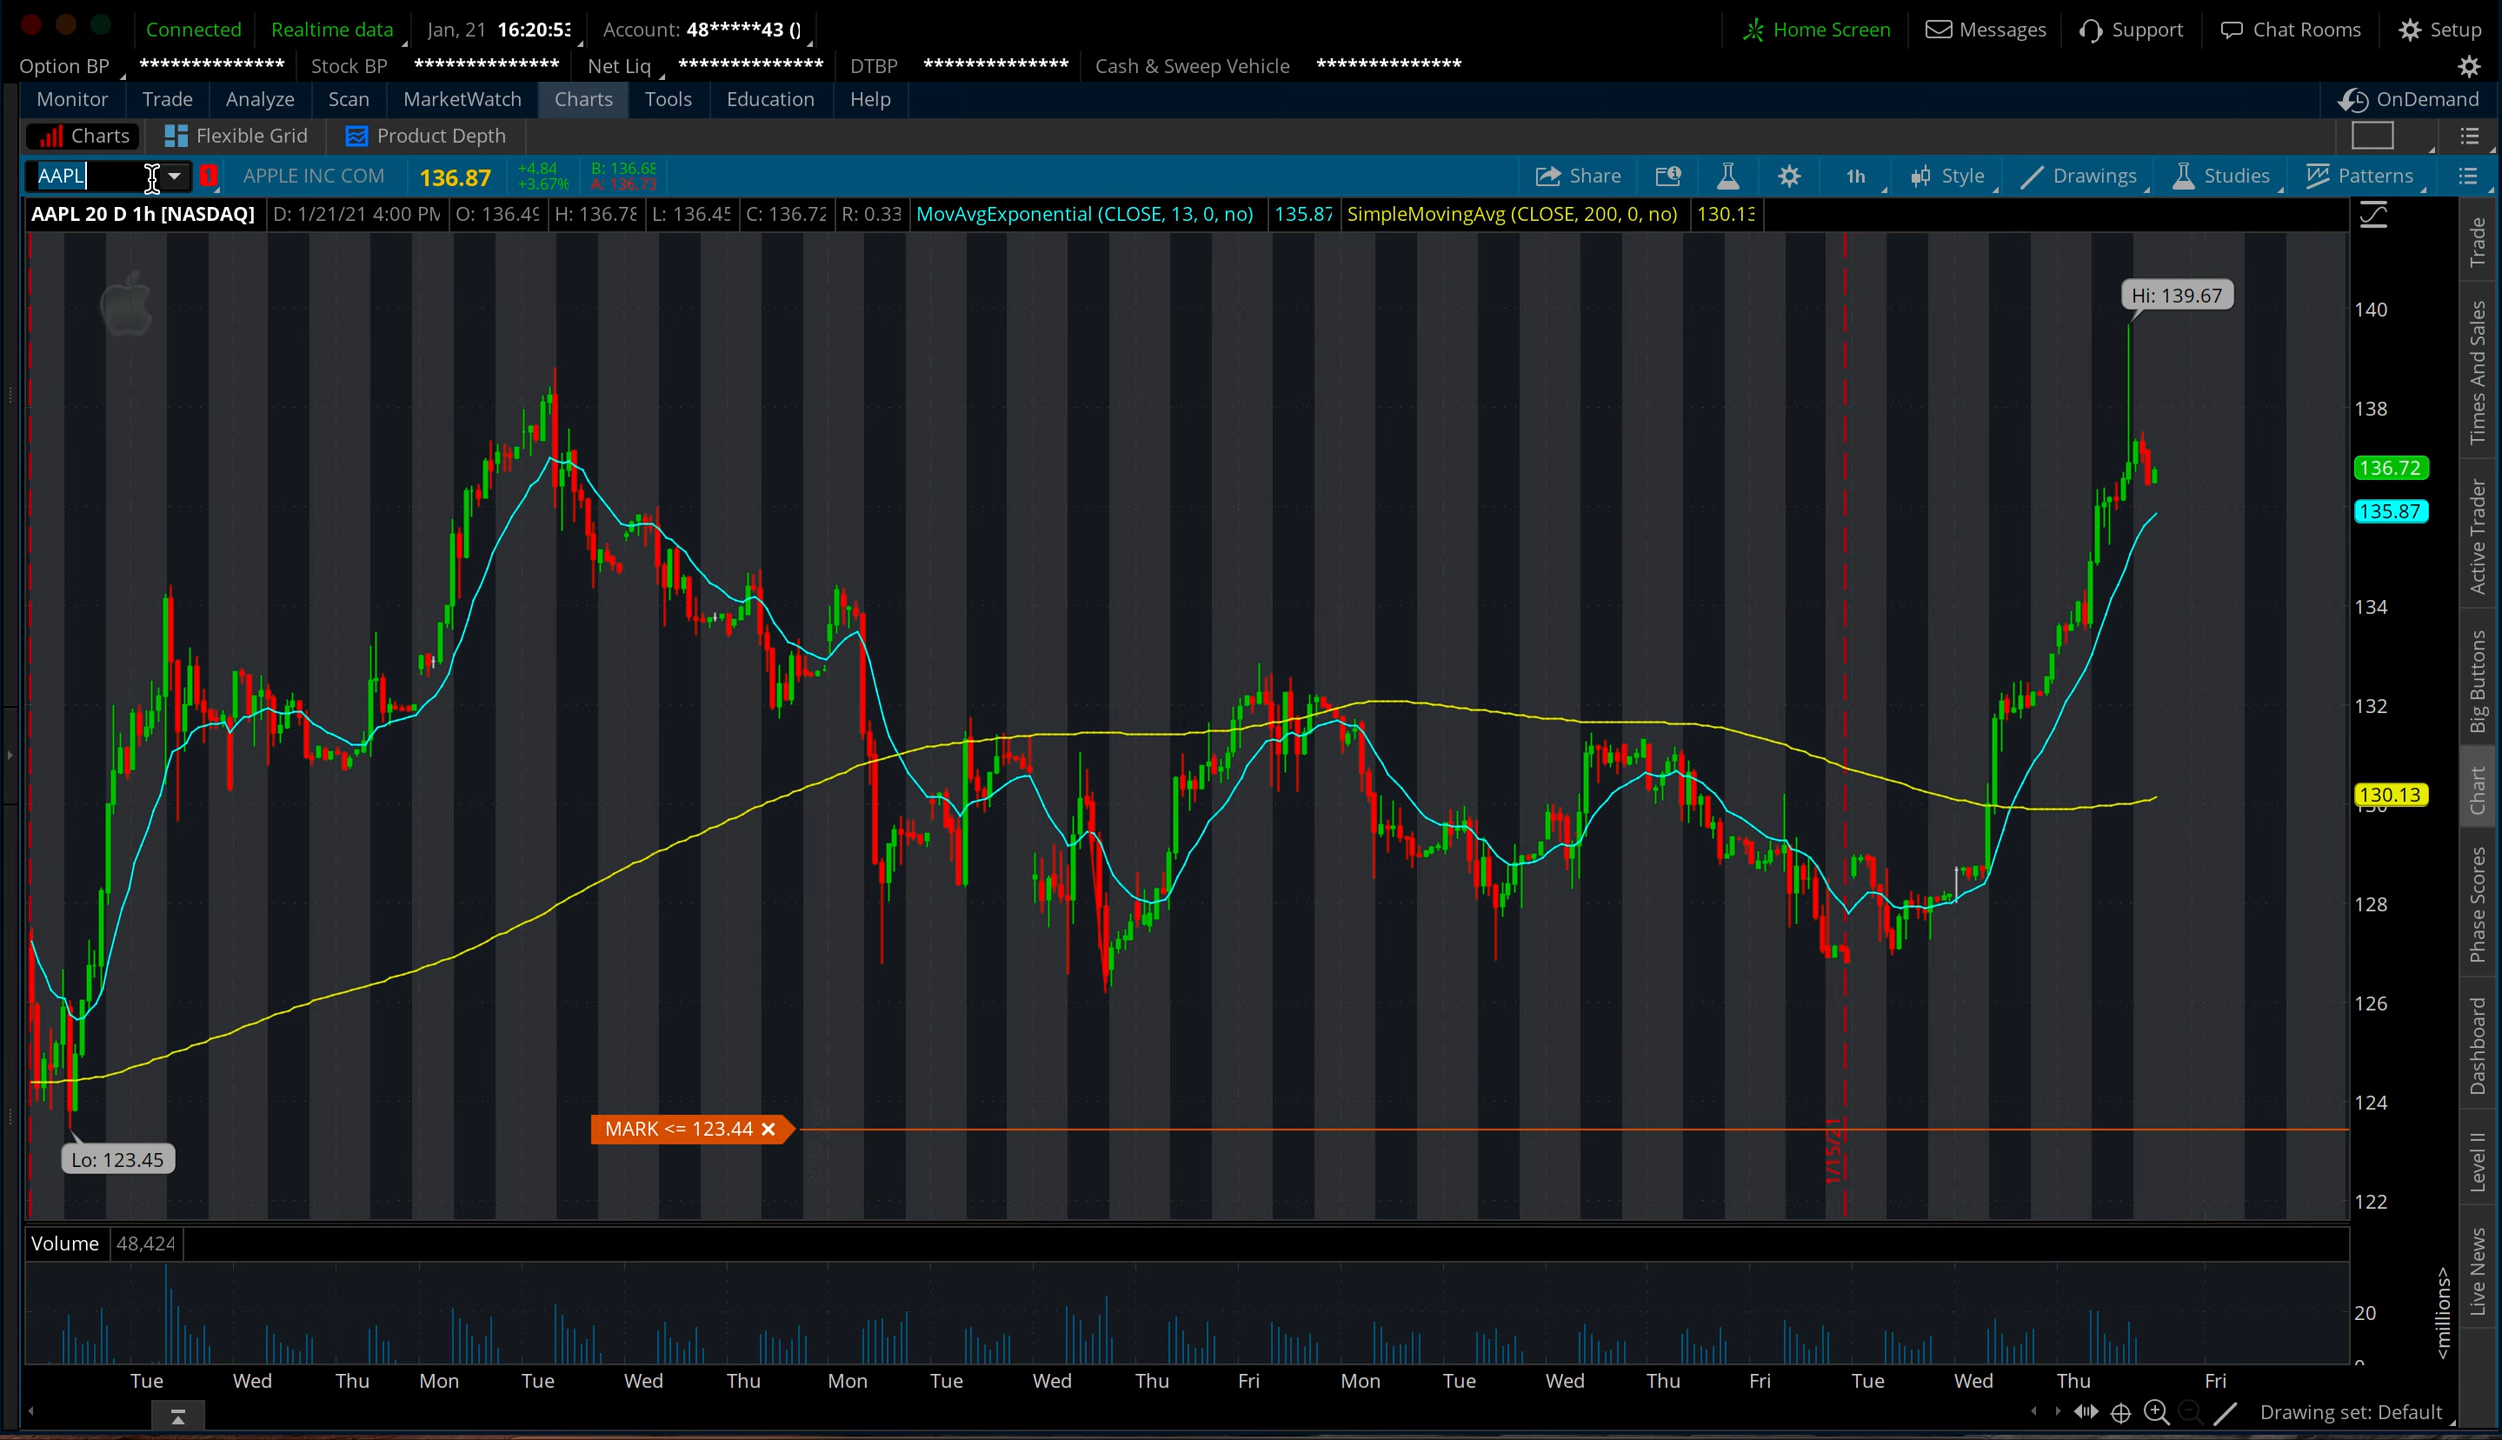 Connected Realtime data Jan, 21 16:20:53 Account: 48*****43 () Home Screen Messages Support Chat Rooms Setup
Option BP ************** Stock BP ************** Net Liq ************** DTBP ************** Cash & Sweep Vehicle **************
Monitor Trade Analyze Scan MarketWatch Charts Tools Education Help OnDemand
Charts Flexible Grid Product Depth
AAPL 1 APPLE INC COM 136.87 +4.84 +3.67% B: 136.68 A: 136.73 Share 1h Style Drawings Studies Patterns
AAPL 20 D 1h [NASDAQ] D: 1/21/21 4:00 PM O: 136.49 H: 136.78 L: 136.45 C: 136.72 R: 0.33 MovAvgExponential (CLOSE, 13, 0, no) 135.87 SimpleMovingAvg (CLOSE, 200, 0, no) 130.13
Hi: 139.67
140
138
136.72
135.87
134
132
130.13
128
126
124
122
MARK <= 123.44
Lo: 123.45
1/15/21
Trade
Times And Sales
Active Trader
Big Buttons
Chart
Phase Scores
Dashboard
Level II
Live News
Volume 48,424
20
<millions>
Tue Wed Thu Mon Tue Wed Thu Mon Tue Wed Thu Fri Mon Tue Wed Thu Fri Tue Wed Thu Fri
Drawing set: Default